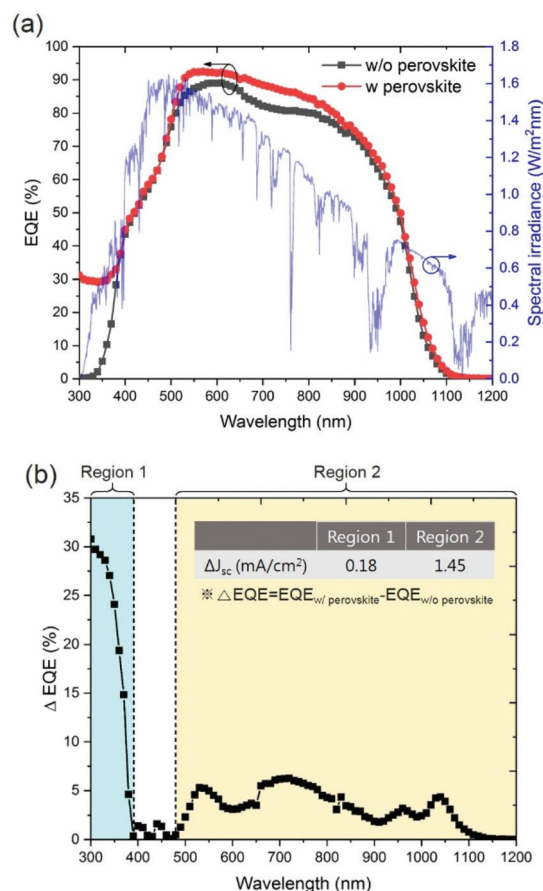 (a)
100
90
80
70
60
50
40
30
20
10
0
EQE (%)
w/o perovskite
w perovskite
1.8
1.6
1.4
1.2
1.0
0.8
0.6
0.4
0.2
0.0
Spectral irradiance (W/m²nm)
300 400 500 600 700 800 900 1000 1100 1200
Wavelength (nm)
(b)
Region 1 Region 2
35
30
25
20
15
10
5
0
Δ EQE (%)
Region 1 Region 2
ΔJsc (mA/cm²) 0.18 1.45
※ △EQE=EQEw/ perovskite-EQEw/o perovskite
300 400 500 600 700 800 900 1000 1100 1200
Wavelength (nm)